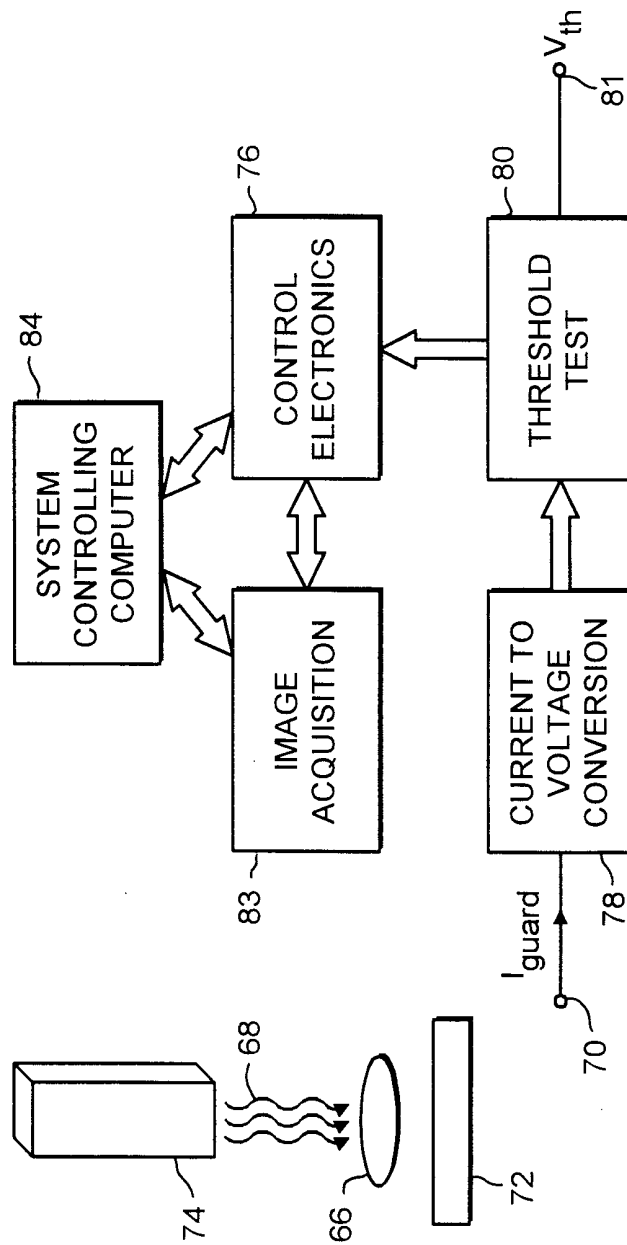 74
68
66
72
SYSTEM
CONTROLLING
COMPUTER
84
IMAGE
ACQUISITION
83
CONTROL
ELECTRONICS
76
70
I_guard
CURRENT TO
VOLTAGE
CONVERSION
78
THRESHOLD
TEST
80
V_th
81